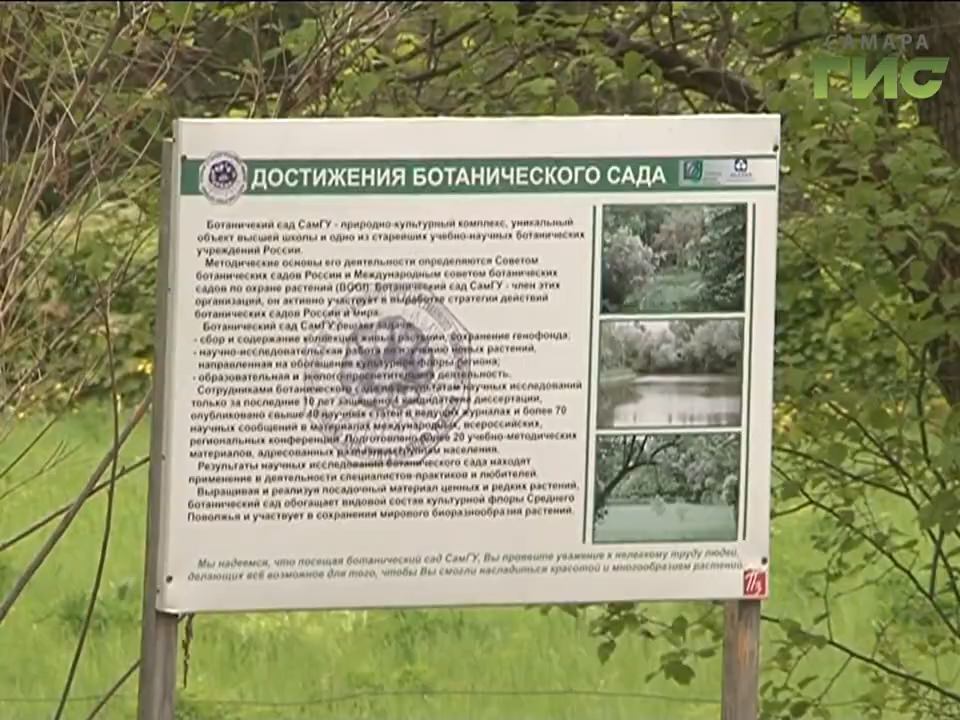 САМАРА
ГИС
ДОСТИЖЕНИЯ БОТАНИЧЕСКОГО САДА
Ботаничекий сад СамГУ - природно-культурный комплекс, уникальный
объект высшей школы и одно из старейших учебно-научных ботанических
учреждений России.
Методические основы его деятельности определяются Советом
ботанических садов России и Международным советом ботанических
садов по охране растений Ботанический сад СамГУ - член этих
организаций, он активно участвует в выработке стратегии действий
ботанических садов России и мира.
Ботанический сад СамГУ решает задачи:
- сбор и содержание коллекций живых растений, сохранение генофонда;
- научно-исследовательская работа по изучению новых растений,
направленная на обогащение культурной флоры региона;
- образовательная и эколого-просветительная деятельность.
Сотрудниками ботанического сада по результатам научных исследований
только за последние 10 лет защищено 4 кандидатские диссертации,
опубликовано свыше 40 научных статей в ведущих журналах и более 70
научных сообщений в материалах международных, всероссийских,
региональных конференций. Подготовлено более 20 учебно-методических
материалов, адресованных различным группам населения.
Результаты научных исследований ботанического сада находят
применение в деятельности специалистов-практиков и любителей.
Выращивая и реализуя посадочный материал ценных и редких растений,
ботанический сад обогащает видовой состав культурной флоры Среднего
Поволжья и участвует в сохранении мирового биоразнообразия растений.
Мы надеемся, что посещая ботанический сад СамГУ, Вы проявите уважение к нелегкому труду людей,
делающих всё возможное для того, чтобы Вы смогли насладиться красотой и многообразием растений.